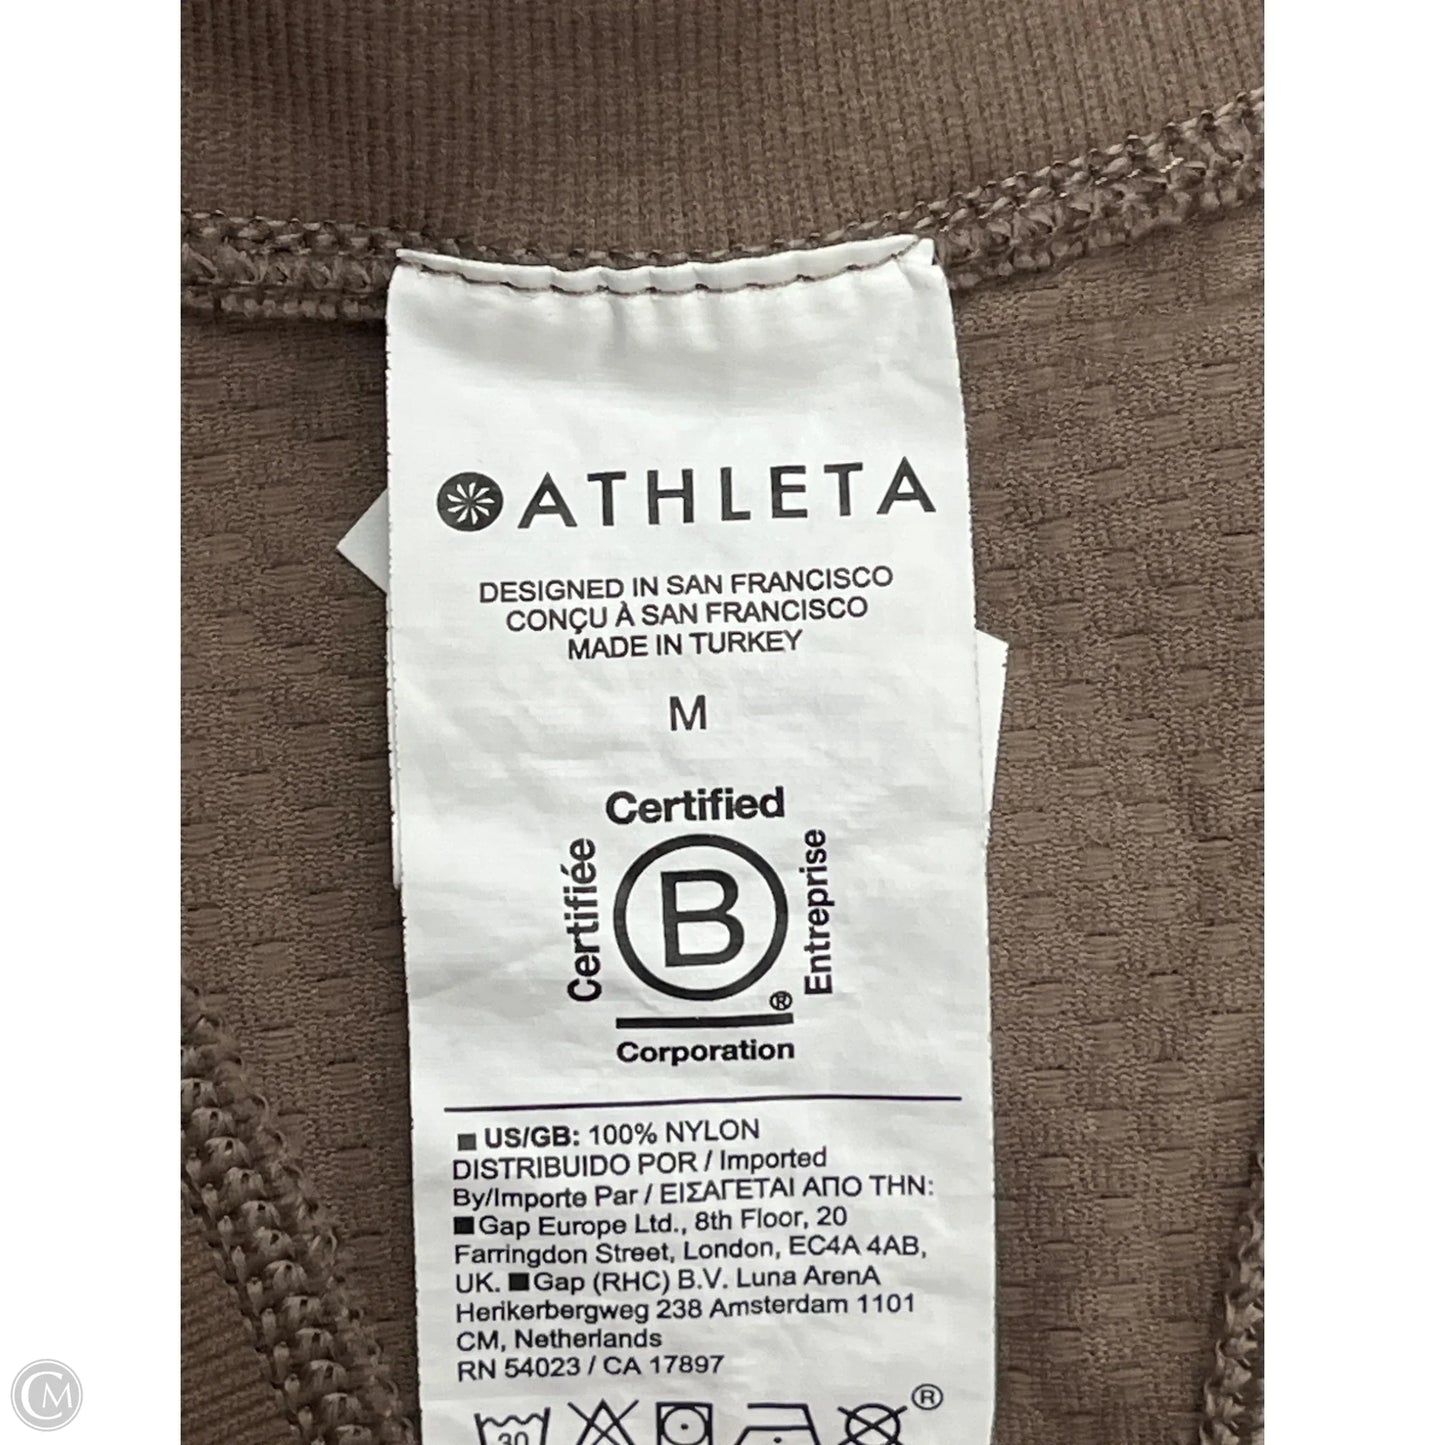 ATHLETA
DESIGNED IN SAN FRANCISCO
CONÇU À SAN FRANCISCO
MADE IN TURKEY
M
Certified
Certifiée
B
Entreprise
®
Corporation
US/GB: 100% NYLON
DISTRIBUIDO POR / Imported
By/Importe Par / ΕΙΣΑΓΕΤΑΙ ΑΠΟ ΤΗΝ:
Gap Europe Ltd., 8th Floor, 20
Farringdon Street, London, EC4A 4AB,
UK. Gap (RHC) B.V. Luna ArenA
Herikerbergweg 238 Amsterdam 1101
CM, Netherlands
RN 54023 / CA 17897
®
30
CM